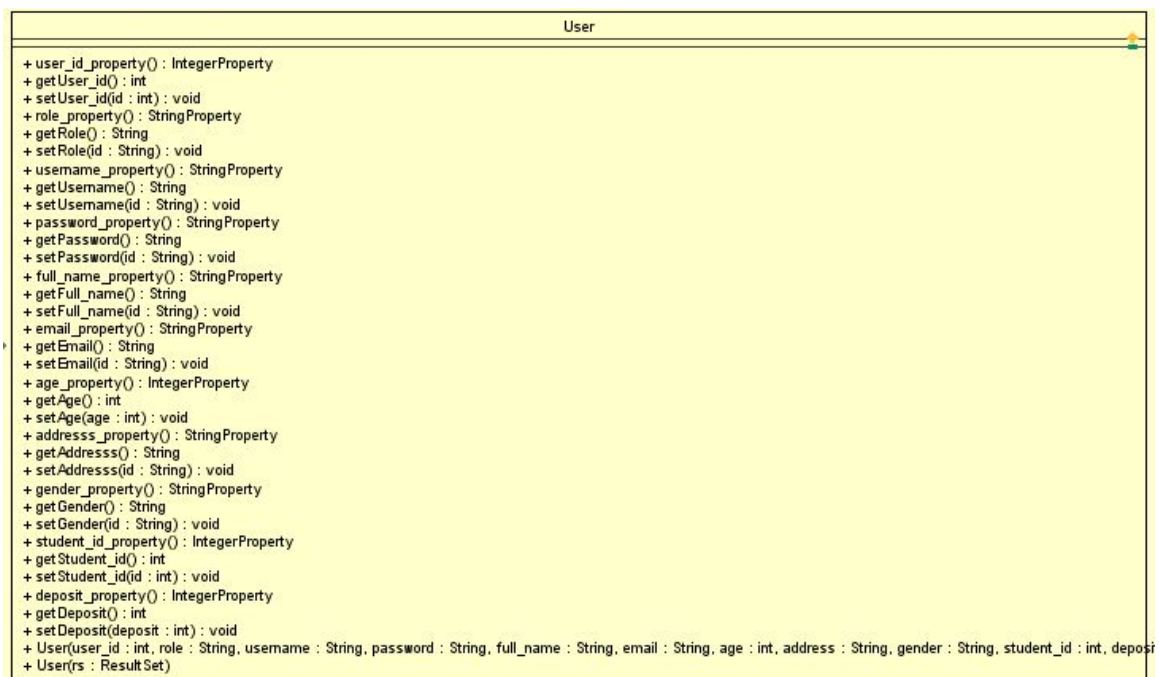 User
+ user_id_property() : IntegerProperty
+ getUser_id() : int
+ setUser_id(id : int) : void
+ role_property() : StringProperty
+ getRole() : String
+ setRole(id : String) : void
+ username_property() : StringProperty
+ getUsername() : String
+ setUsername(id : String) : void
+ password_property() : StringProperty
+ getPassword() : String
+ setPassword(id : String) : void
+ full_name_property() : StringProperty
+ getFull_name() : String
+ setFull_name(id : String) : void
+ email_property() : StringProperty
+ getEmail() : String
+ setEmail(id : String) : void
+ age_property() : IntegerProperty
+ getAge() : int
+ setAge(age : int) : void
+ addresss_property() : StringProperty
+ getAddresss() : String
+ setAddresss(id : String) : void
+ gender_property() : StringProperty
+ getGender() : String
+ setGender(id : String) : void
+ student_id_property() : IntegerProperty
+ getStudent_id() : int
+ setStudent_id(id : int) : void
+ deposit_property() : IntegerProperty
+ getDeposit() : int
+ setDeposit(deposit : int) : void
+ User(user_id : int, role : String, username : String, password : String, full_name : String, email : String, age : int, address : String, gender : String, student_id : int, deposi
+ User(rs : ResultSet)